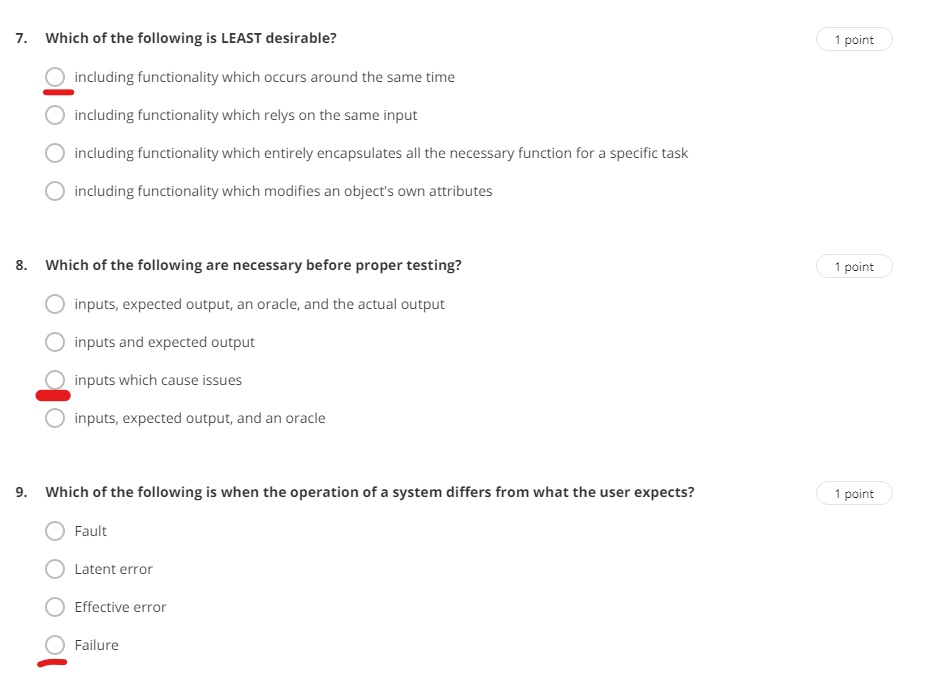 7. Which of the following is LEAST desirable? 1 point
including functionality which occurs around the same time
including functionality which relys on the same input
including functionality which entirely encapsulates all the necessary function for a specific task
including functionality which modifies an object's own attributes
8. Which of the following are necessary before proper testing? 1 point
inputs, expected output, an oracle, and the actual output
inputs and expected output
inputs which cause issues
inputs, expected output, and an oracle
9. Which of the following is when the operation of a system differs from what the user expects? 1 point
Fault
Latent error
Effective error
Failure